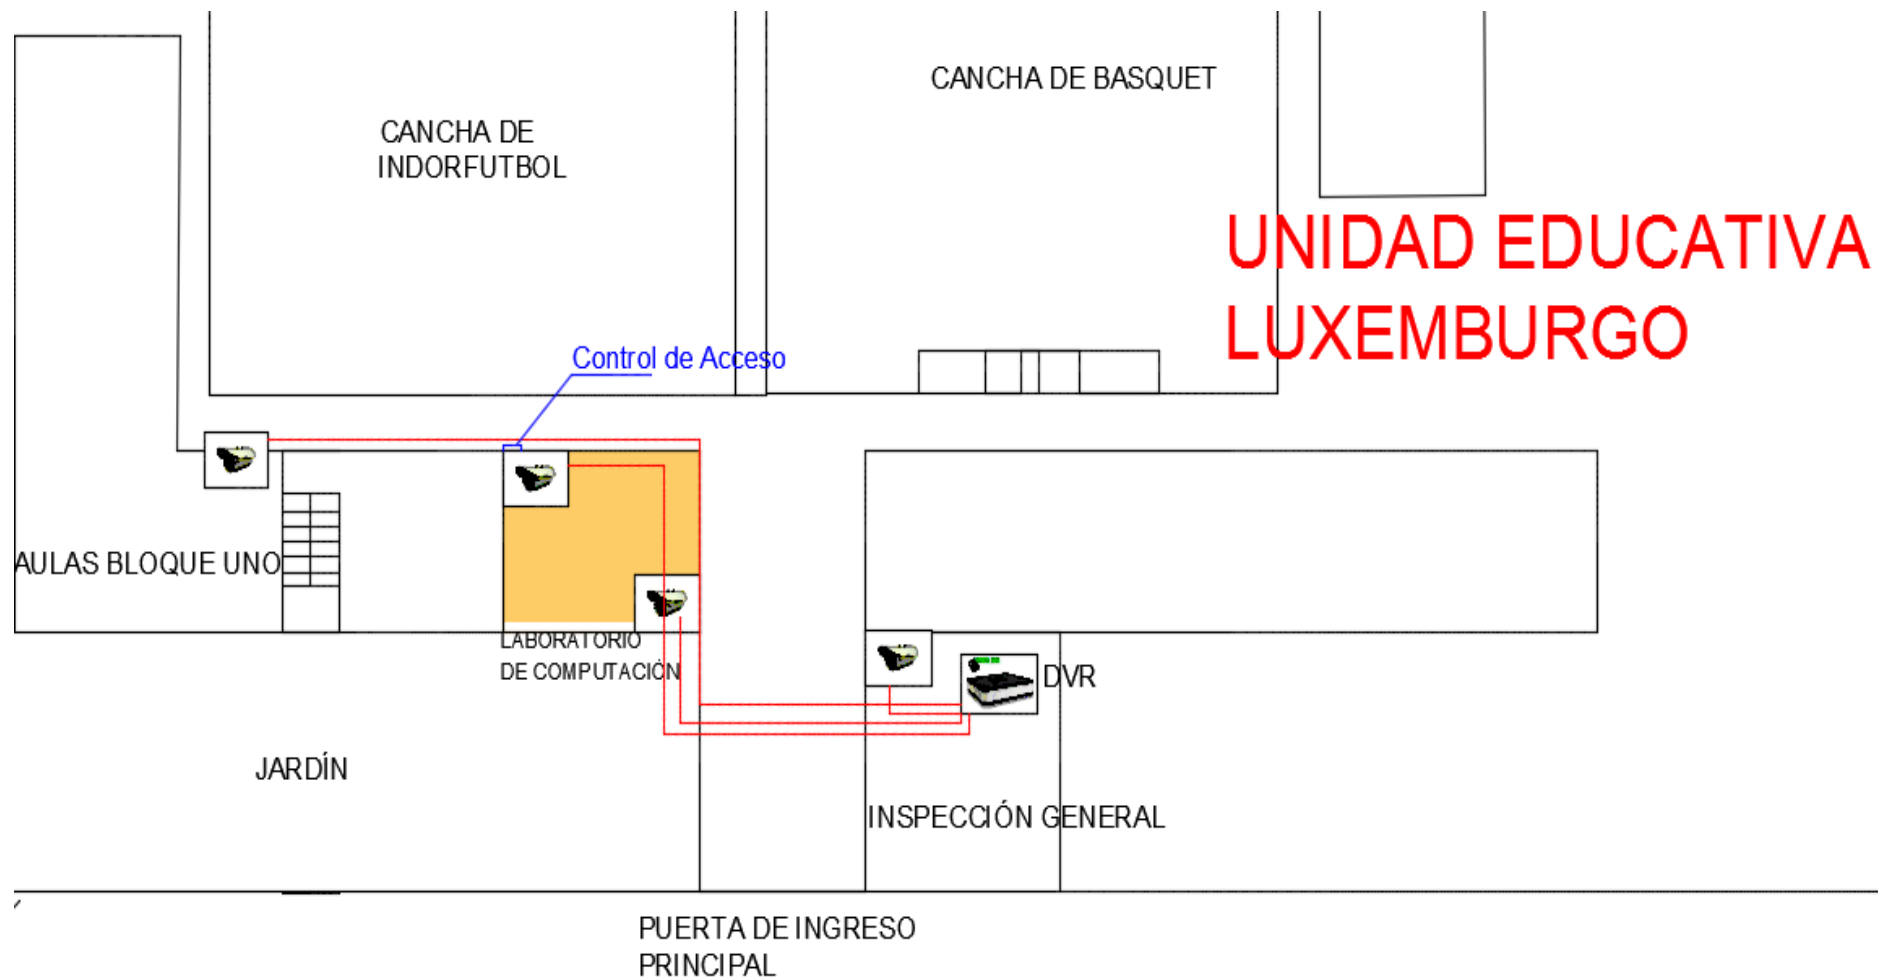 CANCHA DE BASQUET
CANCHA DE
INDORFUTBOL
UNIDAD EDUCATIVA
LUXEMBURGO
Control de Acceso
AULAS BLOQUE UNO
LABORATORIO
DE COMPUTACIÓN
DVR
JARDÍN
INSPECCIÓN GENERAL
PUERTA DE INGRESO
PRINCIPAL